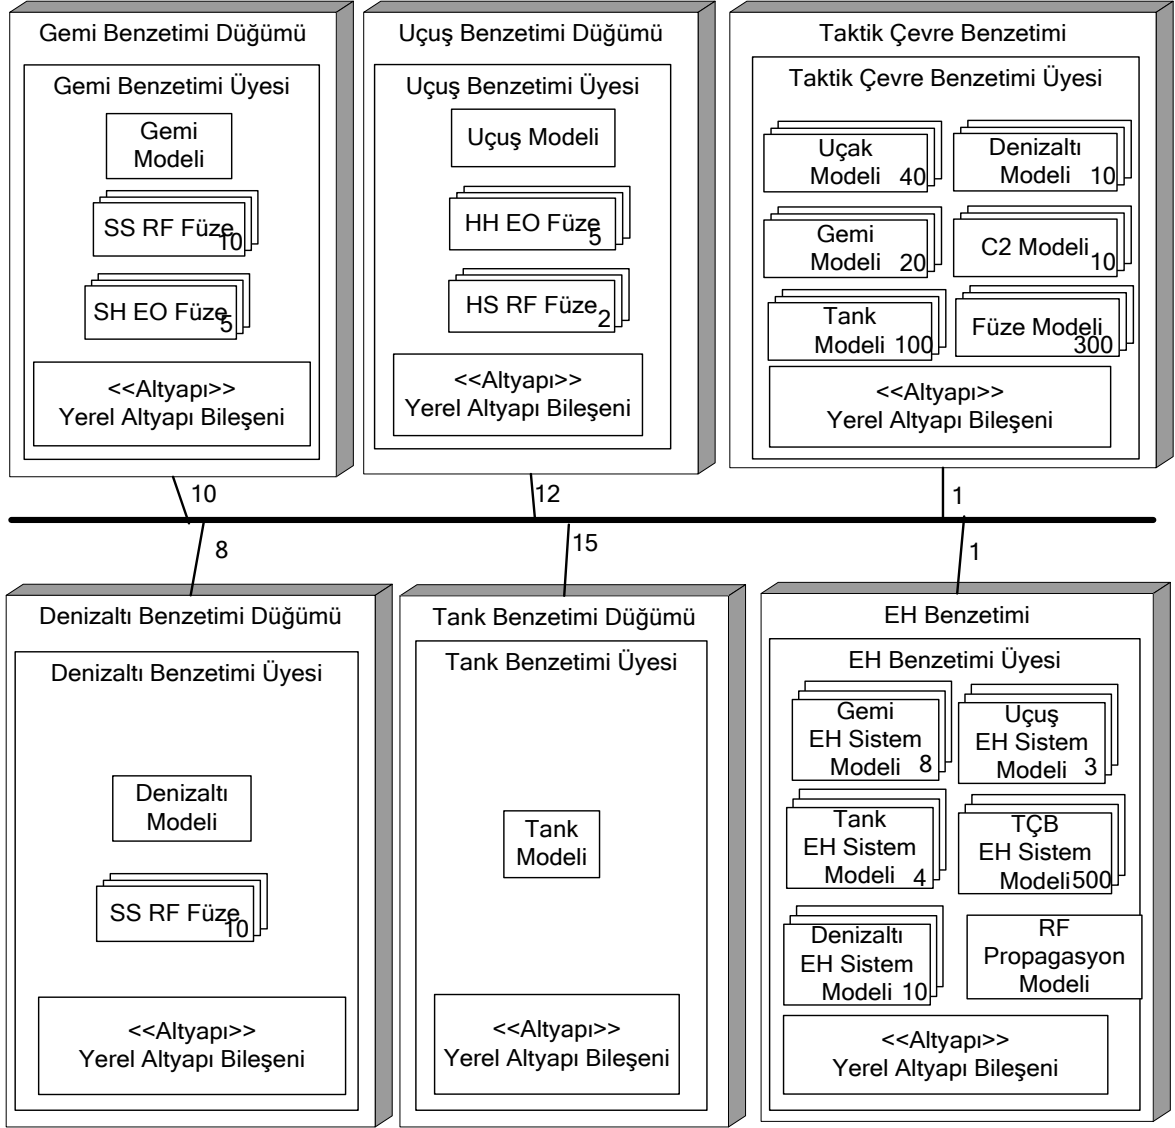 Gemi Benzetimi Düğümü
Gemi Benzetimi Üyesi
Gemi
Modeli
SS RF Füze
10
SH EO Füze
5
<<Altyapı>>
Yerel Altyapı Bileşeni
Uçuş Benzetimi Düğümü
Uçuş Benzetimi Üyesi
Uçuş Modeli
HH EO Füze
5
HS RF Füze
2
<<Altyapı>>
Yerel Altyapı Bileşeni
Taktik Çevre Benzetimi
Taktik Çevre Benzetimi Üyesi
Uçak
Modeli 40
Denizaltı
Modeli 10
Gemi
Modeli 20
C2 Modeli
10
Tank
Modeli 100
Füze Modeli
300
<<Altyapı>>
Yerel Altyapı Bileşeni
10
12
1
8
15
1
Denizaltı Benzetimi Düğümü
Denizaltı Benzetimi Üyesi
Denizaltı
Modeli
SS RF Füze
10
<<Altyapı>>
Yerel Altyapı Bileşeni
Tank Benzetimi Düğümü
Tank Benzetimi Üyesi
Tank
Modeli
<<Altyapı>>
Yerel Altyapı Bileşeni
EH Benzetimi
EH Benzetimi Üyesi
Gemi
EH Sistem
Modeli 8
Uçuş
EH Sistem
Modeli 3
Tank
EH Sistem
Modeli 4
TÇB
EH Sistem
Modeli 500
Denizaltı
EH Sistem
Modeli 10
RF
Propagasyon
Modeli
<<Altyapı>>
Yerel Altyapı Bileşeni